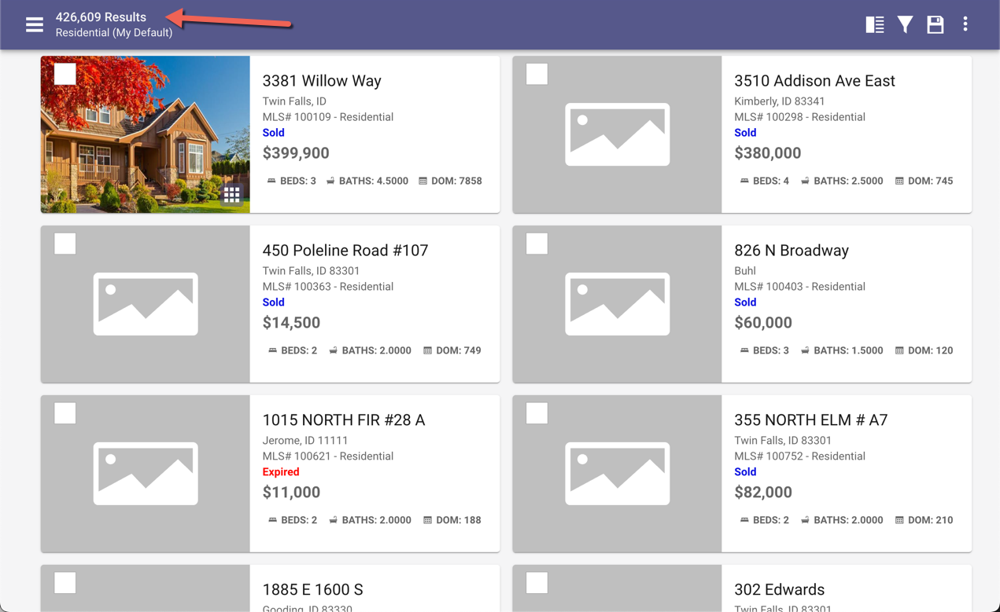 426,609 Results
Residential (My Default)
3381 Willow Way
Twin Falls, ID
MLS# 100109 - Residential
Sold
$399,900
BEDS: 3 BATHS: 4.5000 DOM: 7858
3510 Addison Ave East
Kimberly, ID 83341
MLS# 100298 - Residential
Sold
$380,000
BEDS: 4 BATHS: 2.5000 DOM: 745
450 Poleline Road #107
Twin Falls, ID 83301
MLS# 100363 - Residential
Sold
$14,500
BEDS: 2 BATHS: 2.0000 DOM: 749
826 N Broadway
Buhl
MLS# 100403 - Residential
Sold
$60,000
BEDS: 3 BATHS: 1.5000 DOM: 120
1015 NORTH FIR #28 A
Jerome, ID 11111
MLS# 100621 - Residential
Expired
$11,000
BEDS: 2 BATHS: 2.0000 DOM: 188
355 NORTH ELM # A7
Twin Falls, ID 83301
MLS# 100752 - Residential
Sold
$82,000
BEDS: 2 BATHS: 2.0000 DOM: 210
1885 E 1600 S
Gooding, ID 83330
302 Edwards
Twin Falls, ID 83301